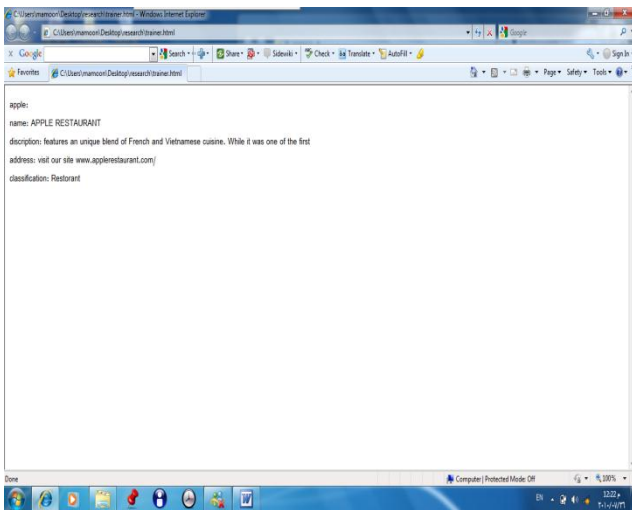 C:\Users\mamoon\Desktop\research\trainer.html - Windows Internet Explorer
C:\Users\mamoon\Desktop\research\trainer.html
Google
x Google Search Share Sidewiki Check Translate AutoFill Sign In
Favorites C:\Users\mamoon\Desktop\research\trainer.html Page Safety Tools
apple:
name: APPLE RESTAURANT
discription: features an unique blend of French and Vietnamese cuisine. While it was one of the first
address: visit our site www.applerestaurant.com/
classification: Restorant
Done Computer | Protected Mode: Off 100%
EN 12:22 م